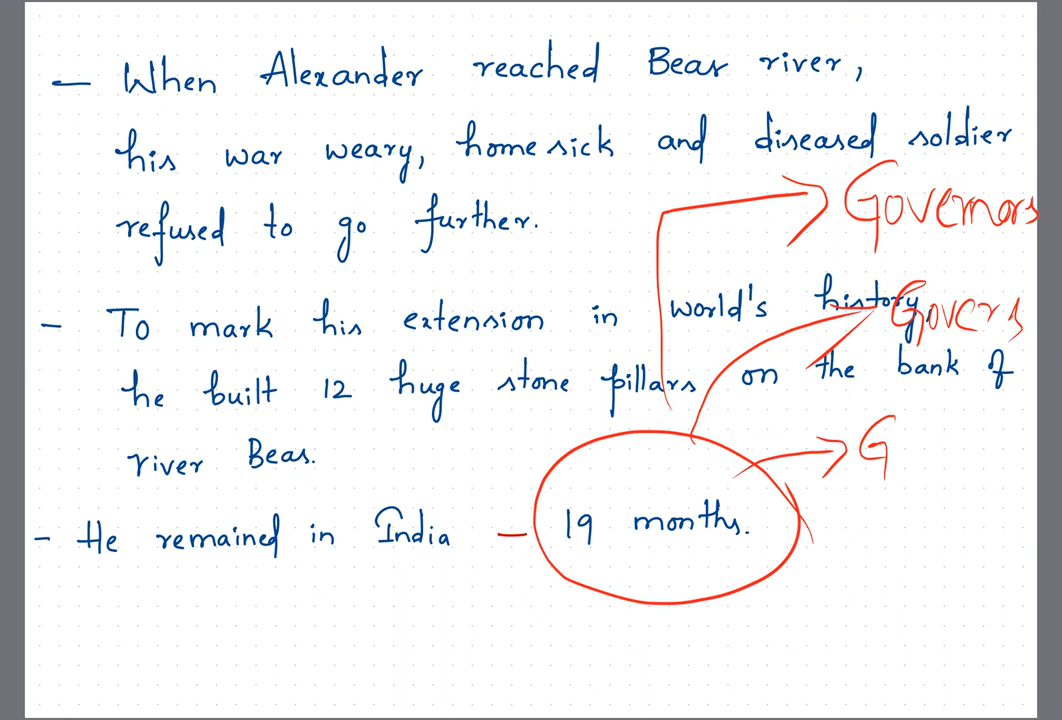 — When Alexander reached Beas river,
his war weary, home sick and diseased soldier
Governors
refused to go further.
- To mark his extension in world's history
Govers
he built 12 huge stone pillars on the bank of
river Beas.
G
- He remained in India — 19 months.